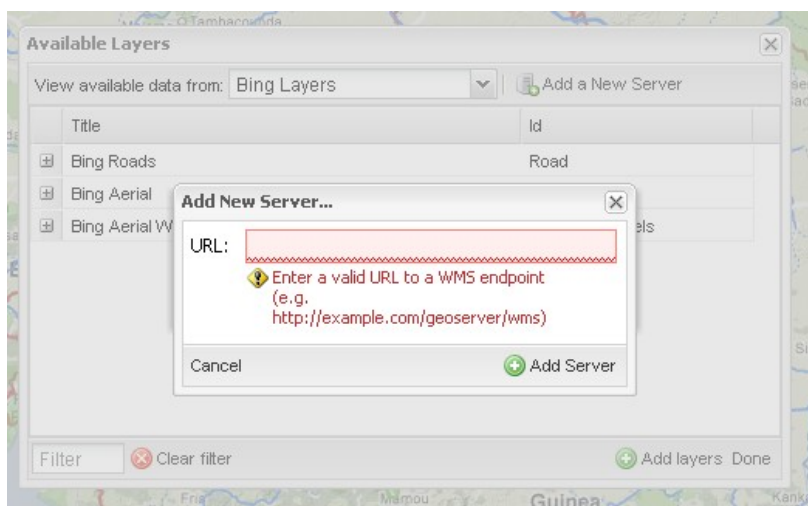 Tambacounda
Available Layers
View available data from: Bing Layers
Add a New Server
Title
Id
Bing Roads
Road
Bing Aerial
Bing Aerial W
els
Add New Server...
URL:
Enter a valid URL to a WMS endpoint
(e.g.
http://example.com/geoserver/wms)
Cancel
Add Server
Filter
Clear filter
Add layers
Done
Fria
Mamou
Guinea